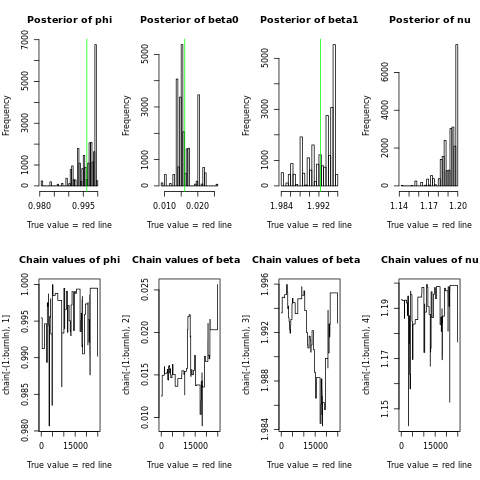 Posterior of phi
Posterior of beta0
Posterior of beta1
Posterior of nu
Frequency
0 1000 3000 5000 7000
0.980 0.995
True value = red line
Frequency
0 1000 3000 5000
0.010 0.020
True value = red line
Frequency
0 1000 3000 5000
1.984 1.992
True value = red line
Frequency
0 2000 4000 6000
1.14 1.17 1.20
True value = red line
Chain values of phi
Chain values of beta
Chain values of beta
Chain values of nu
chain[-(1:burnIn), 1]
0.980 0.985 0.990 0.995 1.000
0 15000
True value = red line
chain[-(1:burnIn), 2]
0.010 0.015 0.020 0.025
0 15000
True value = red line
chain[-(1:burnIn), 3]
1.984 1.988 1.992 1.996
0 15000
True value = red line
chain[-(1:burnIn), 4]
1.15 1.17 1.19
0 15000
True value = red line